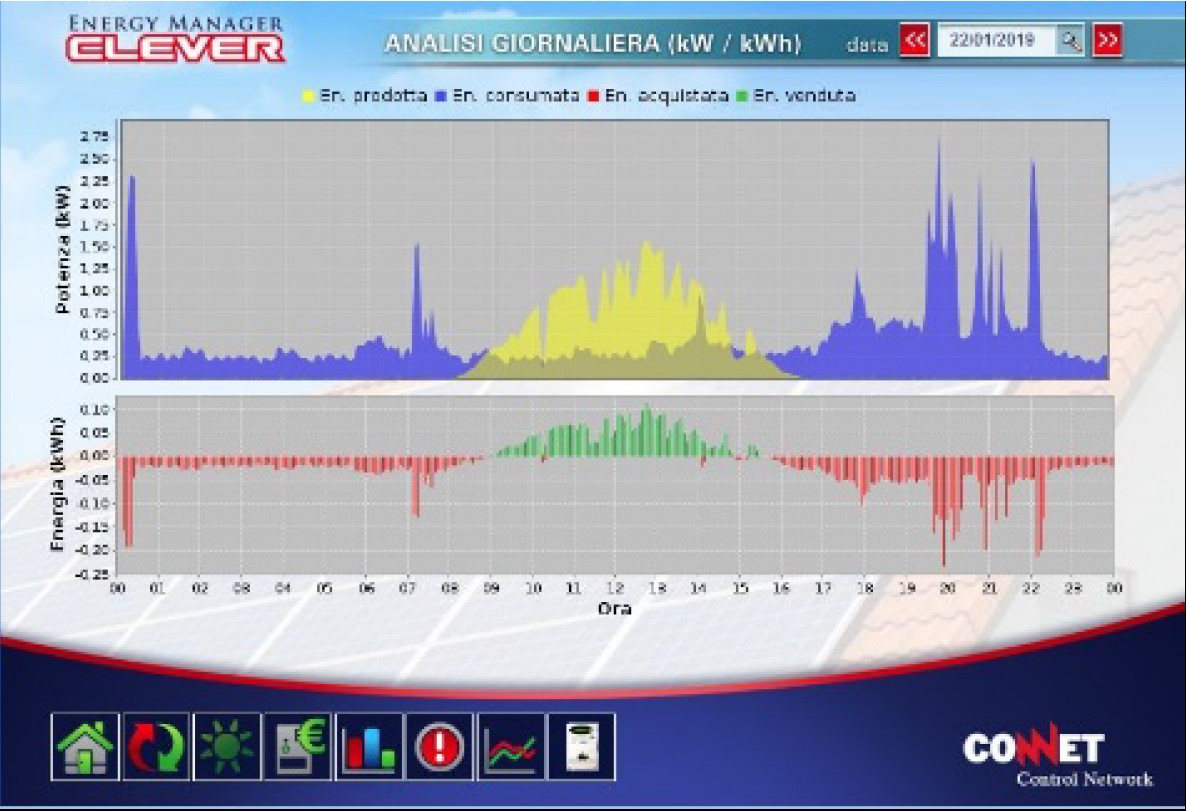 ENERGY MANAGER
CLEVER
ANALISI GIORNALIERA (kW / kWh)
data << 22/01/2019 >>
En. prodotta En. consumata En. acquistata En. venduta
Potenza (kW)
2.75
2.50
2.25
2.00
1.75
1.50
1.25
1.00
0.75
0.50
0.25
0.00
Energia (kWh)
0.10
0.05
0.00
-0.05
-0.10
-0.15
-0.20
-0.25
00 01 02 03 04 05 06 07 08 09 10 11 12 13 14 15 16 17 18 19 20 21 22 23 00
Ora
CONNET
Control Network